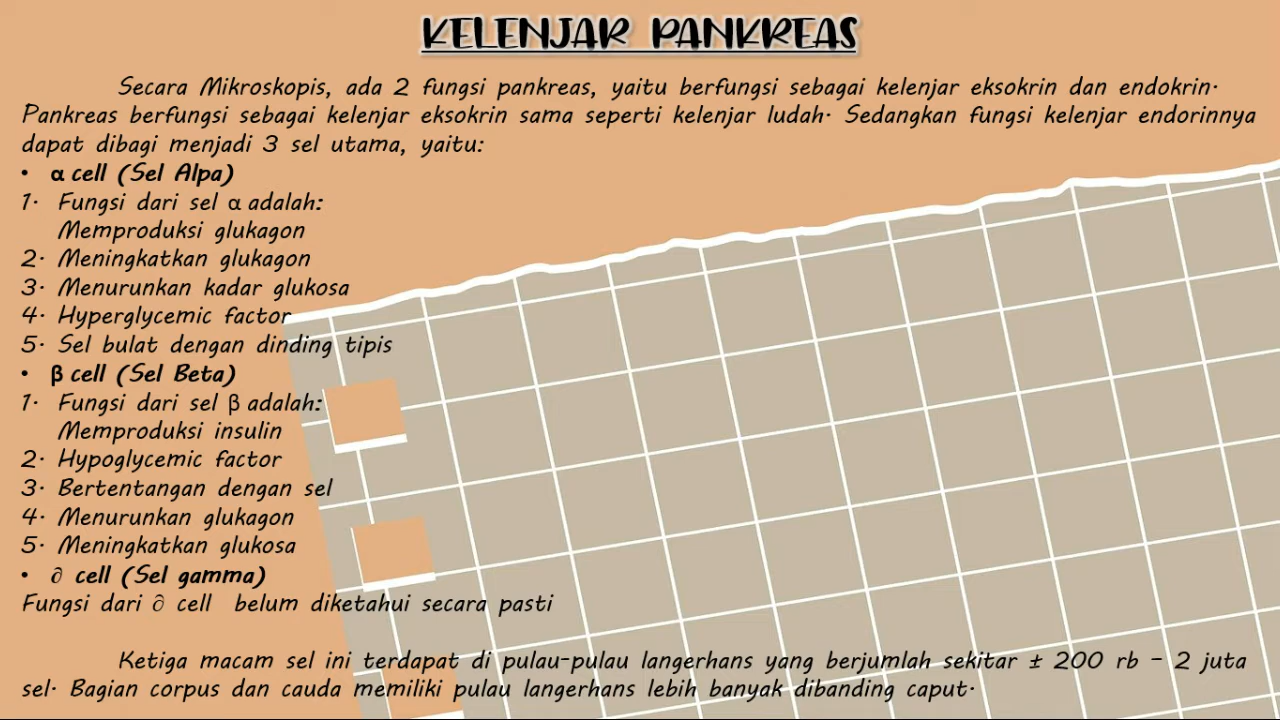 KELENJAR PANKREAS
Secara Mikroskopis, ada 2 fungsi pankreas, yaitu berfungsi sebagai kelenjar eksokrin dan endokrin.
Pankreas berfungsi sebagai kelenjar eksokrin sama seperti kelenjar ludah. Sedangkan fungsi kelenjar endorinnya
dapat dibagi menjadi 3 sel utama, yaitu:
• α cell (Sel Alpa)
1. Fungsi dari sel α adalah:
Memproduksi glukagon
2. Meningkatkan glukagon
3. Menurunkan kadar glukosa
4. Hyperglycemic factor
5. Sel bulat dengan dinding tipis
• β cell (Sel Beta)
1. Fungsi dari sel β adalah:
Memproduksi insulin
2. Hypoglycemic factor
3. Bertentangan dengan sel
4. Menurunkan glukagon
5. Meningkatkan glukosa
• ∂ cell (Sel gamma)
Fungsi dari ∂ cell belum diketahui secara pasti
Ketiga macam sel ini terdapat di pulau-pulau langerhans yang berjumlah sekitar ± 200 rb – 2 juta
sel. Bagian corpus dan cauda memiliki pulau langerhans lebih banyak dibanding caput.